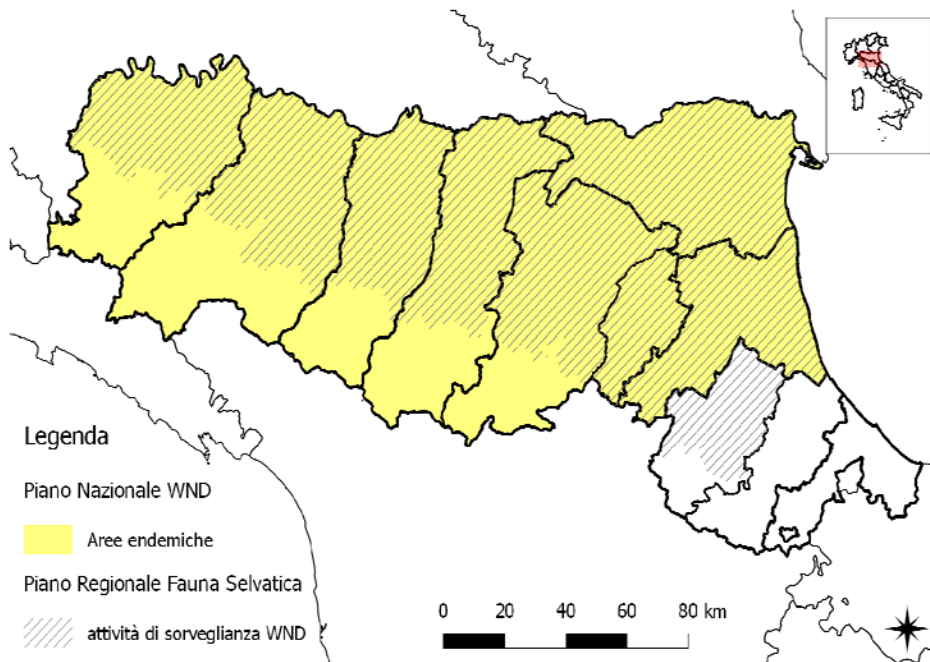 Legenda
Piano Nazionale WND
Aree endemiche
Piano Regionale Fauna Selvatica
attività di sorveglianza WND
0 20 40 60 80 km